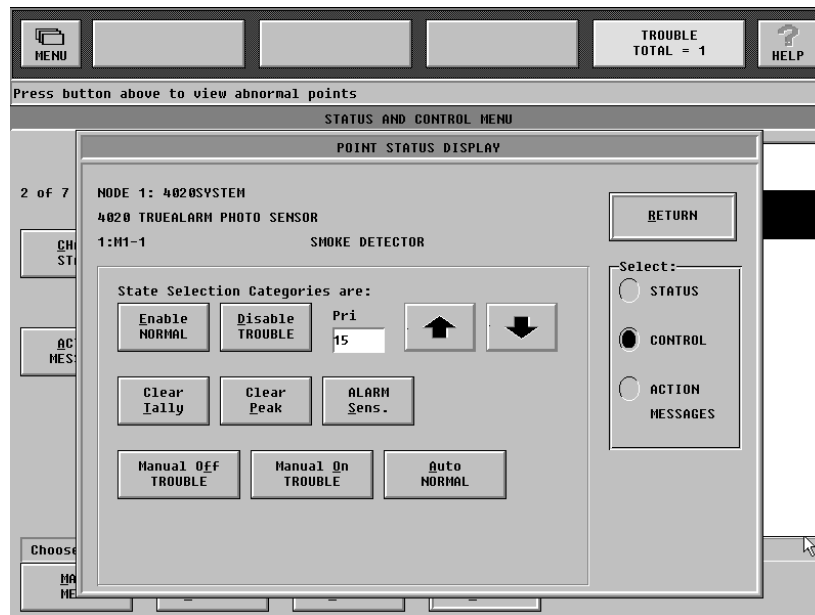 MENU
TROUBLE
TOTAL = 1
HELP
Press button above to view abnormal points
STATUS AND CONTROL MENU
POINT STATUS DISPLAY
2 of 7
NODE 1: 4020SYSTEM
4020 TRUEALARM PHOTO SENSOR
1:M1-1 SMOKE DETECTOR
RETURN
State Selection Categories are:
Enable
NORMAL
Disable
TROUBLE
Pri
15
Clear
Tally
Clear
Peak
ALARM
Sens.
Manual Off
TROUBLE
Manual On
TROUBLE
Auto
NORMAL
Select:
STATUS
CONTROL
ACTION
MESSAGES
Choose